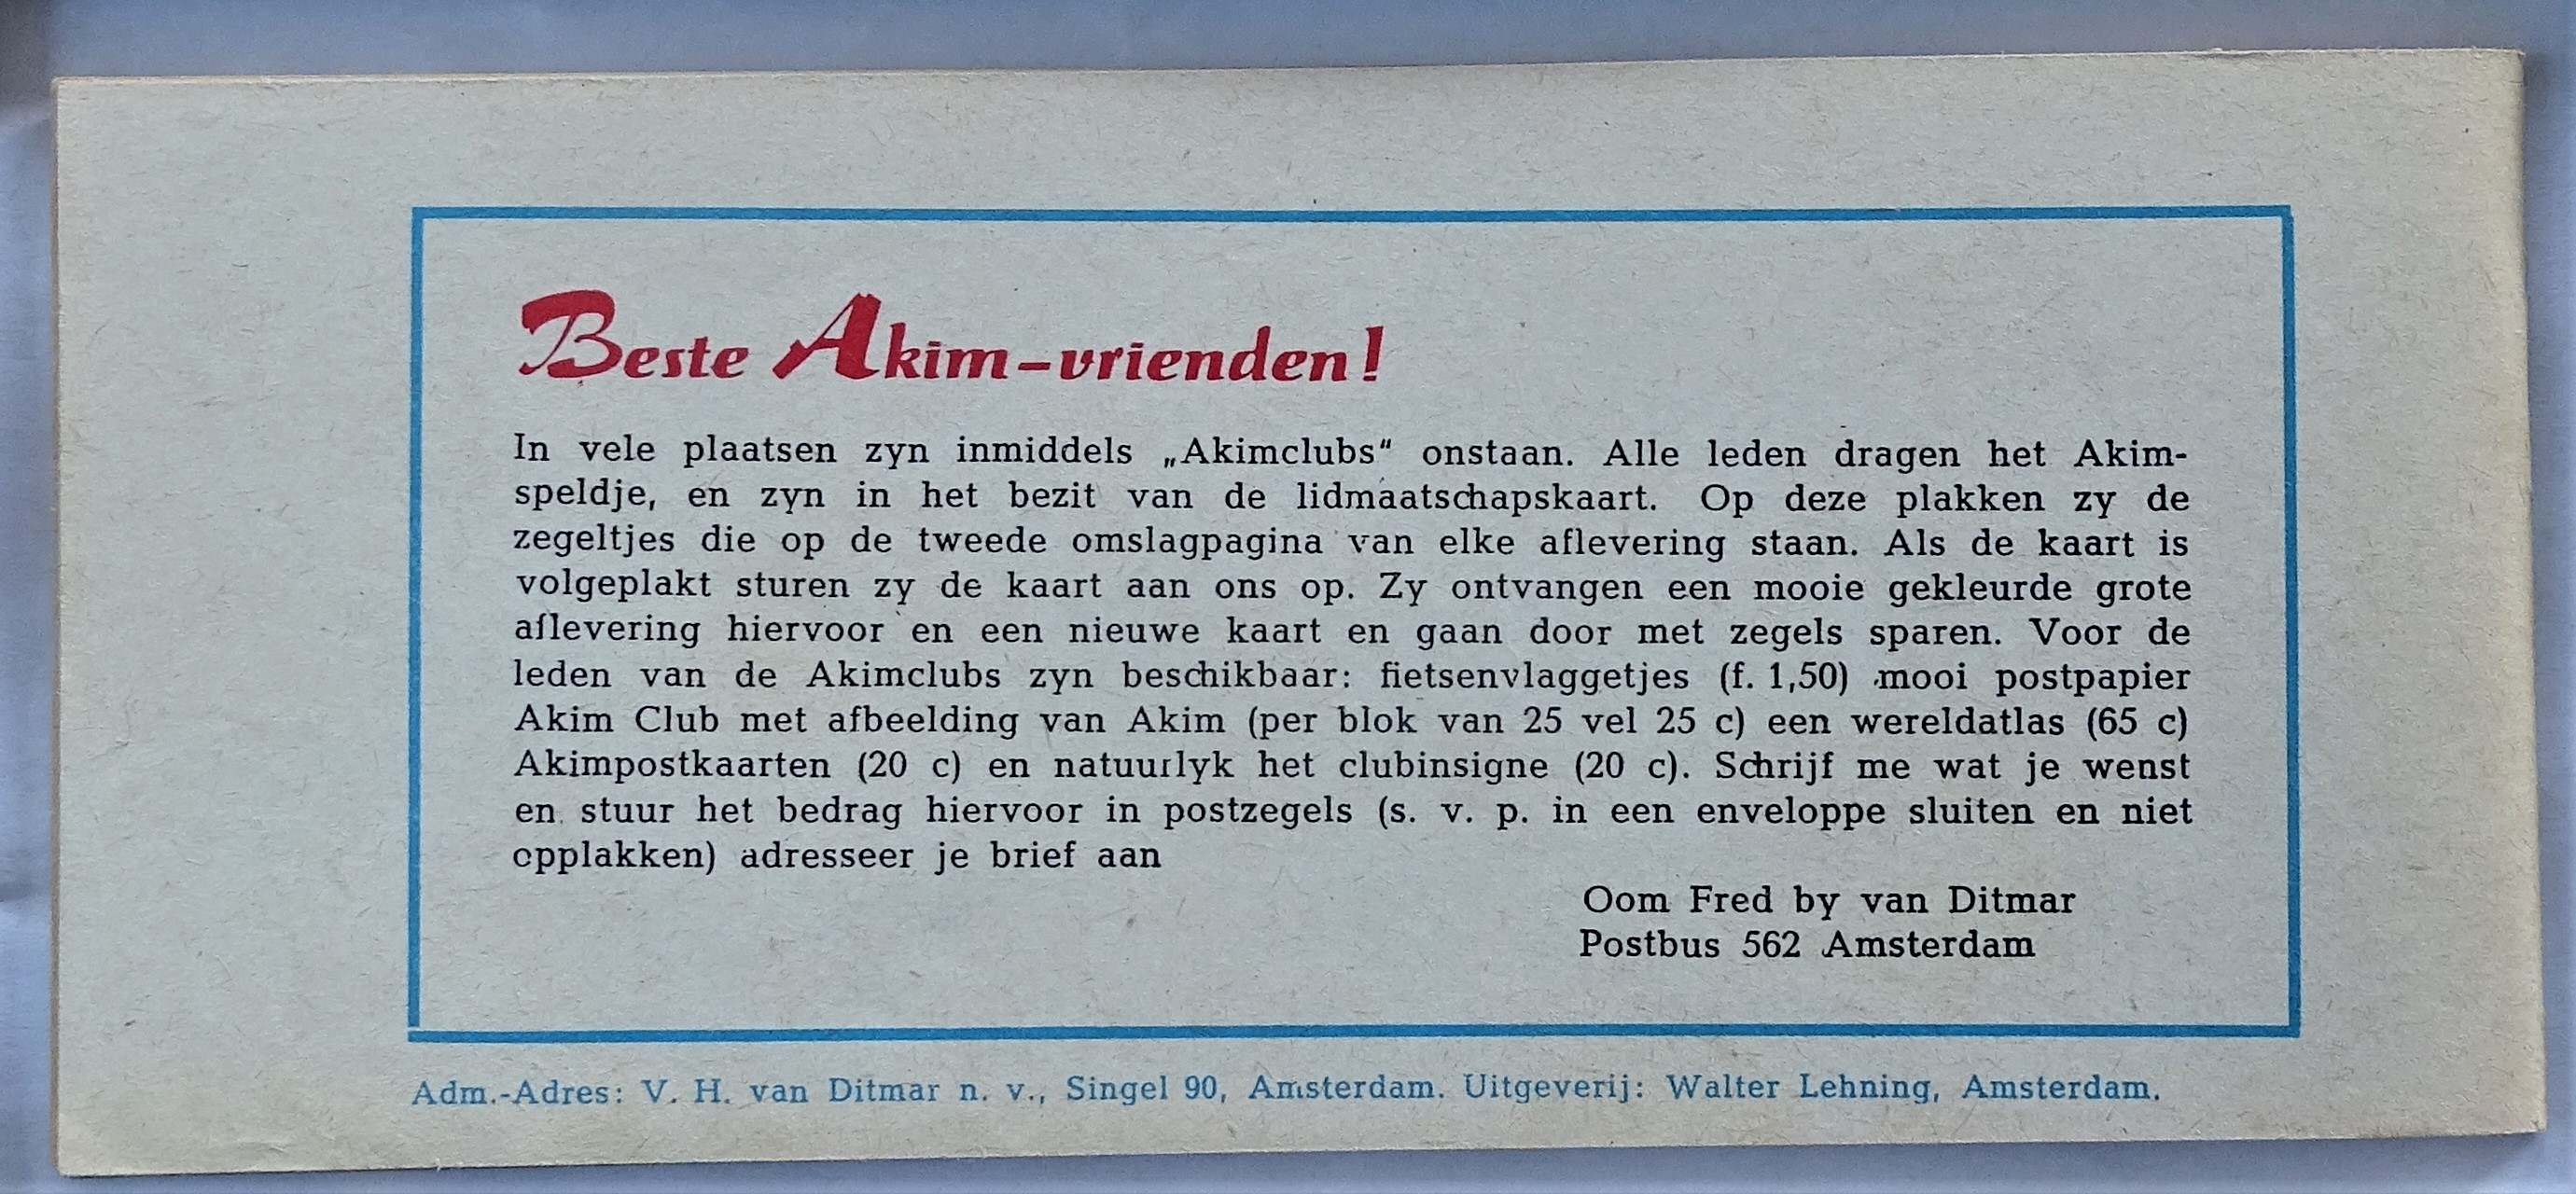 Beste Akim-vrienden!
In vele plaatsen zyn inmiddels „Akimclubs“ onstaan. Alle leden dragen het Akim-
speldje, en zyn in het bezit van de lidmaatschapskaart. Op deze plakken zy de
zegeltjes die op de tweede omslagpagina van elke aflevering staan. Als de kaart is
volgeplakt sturen zy de kaart aan ons op. Zy ontvangen een mooie gekleurde grote
aflevering hiervoor en een nieuwe kaart en gaan door met zegels sparen. Voor de
leden van de Akimclubs zyn beschikbaar: fietsenvlaggetjes (f. 1,50) mooi postpapier
Akim Club met afbeelding van Akim (per blok van 25 vel 25 c) een wereldatlas (65 c)
Akimpostkaarten (20 c) en natuurlyk het clubinsigne (20 c). Schrijf me wat je wenst
en stuur het bedrag hiervoor in postzegels (s. v. p. in een enveloppe sluiten en niet
opplakken) adresseer je brief aan
Oom Fred by van Ditmar
Postbus 562 Amsterdam
Adm.-Adres: V. H. van Ditmar n. v., Singel 90, Amsterdam. Uitgeverij: Walter Lehning, Amsterdam.